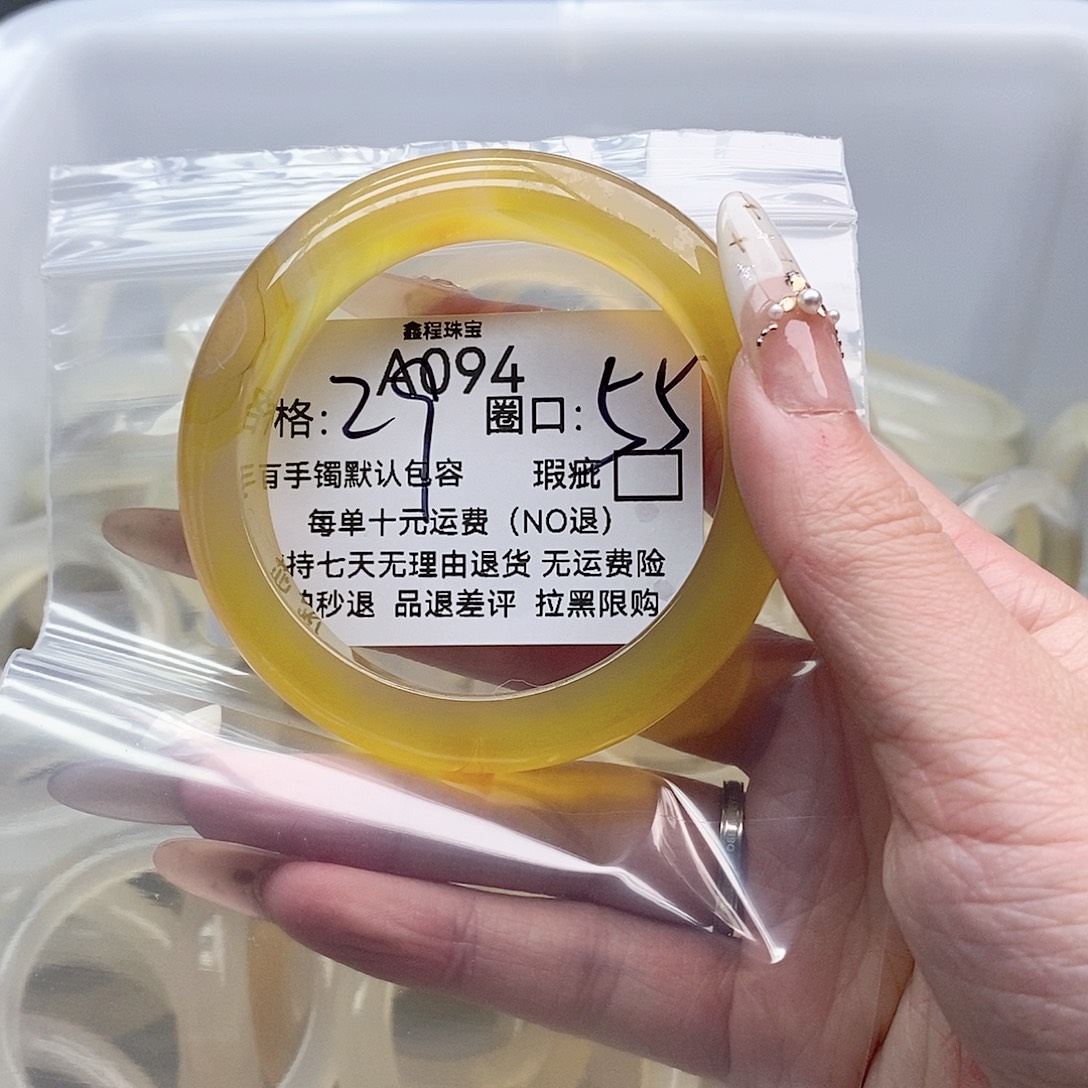 鑫程珠宝
A094
格:29 圈口:55
有手镯默认包容 瑕疵
每单十元运费（NO退）
持七天无理由退货 无运费险
秒退 品退差评 拉黑限购